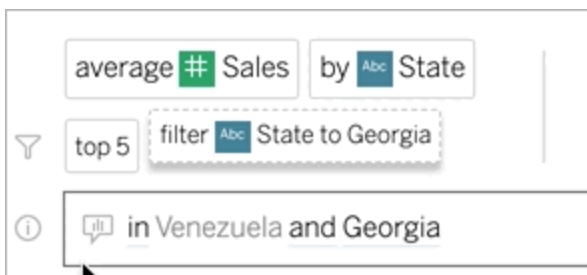 average # Sales by Abc State
top 5 filter Abc State to Georgia
in Venezuela and Georgia